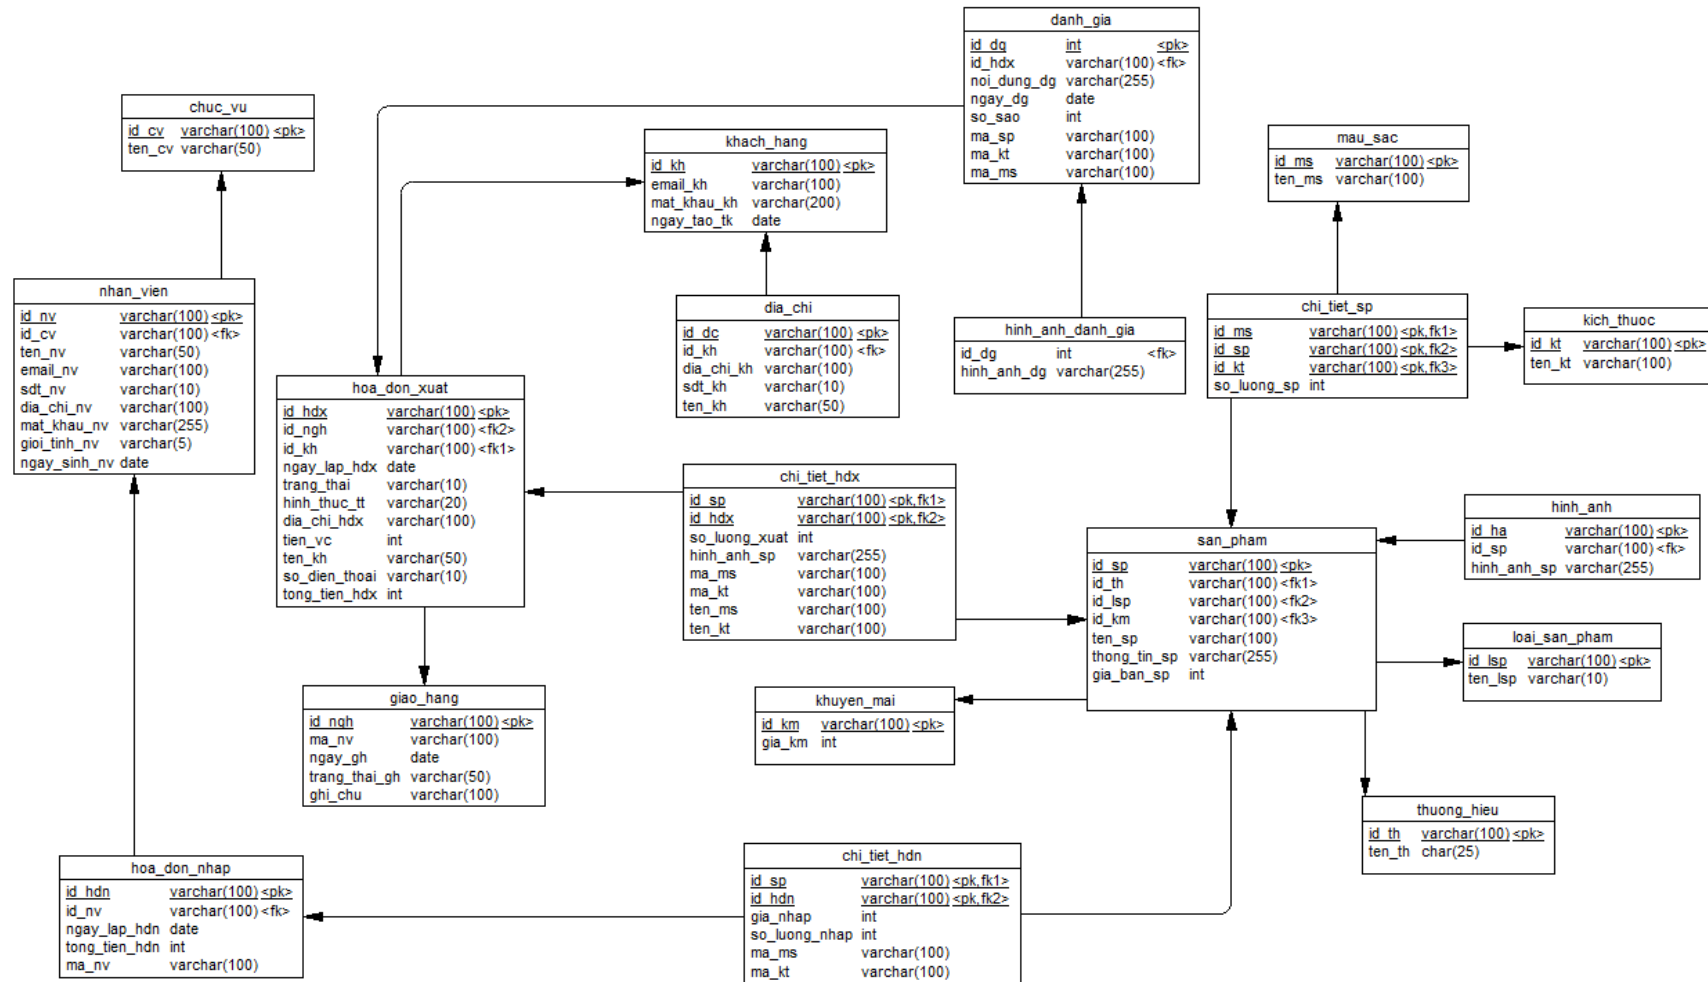 danh_gia
id_dg int <pk>
id_hdx varchar(100) <fk>
noi_dung_dg varchar(255)
ngay_dg date
so_sao int
ma_sp varchar(100)
ma_kt varchar(100)
ma_ms varchar(100)
chuc_vu
id_cv varchar(100) <pk>
ten_cv varchar(50)
khach_hang
id_kh varchar(100) <pk>
email_kh varchar(100)
mat_khau_kh varchar(200)
ngay_tao_tk date
mau_sac
id_ms varchar(100) <pk>
ten_ms varchar(100)
nhan_vien
id_nv varchar(100) <pk>
id_cv varchar(100) <fk>
ten_nv varchar(50)
email_nv varchar(100)
sdt_nv varchar(10)
dia_chi_nv varchar(100)
mat_khau_nv varchar(255)
gioi_tinh_nv varchar(5)
ngay_sinh_nv date
dia_chi
id_dc varchar(100) <pk>
id_kh varchar(100) <fk>
dia_chi_kh varchar(100)
sdt_kh varchar(10)
ten_kh varchar(50)
hinh_anh_danh_gia
id_dg int <fk>
hinh_anh_dg varchar(255)
chi_tiet_sp
id_ms varchar(100) <pk,fk1>
id_sp varchar(100) <pk,fk2>
id_kt varchar(100) <pk,fk3>
so_luong_sp int
kich_thuoc
id_kt varchar(100) <pk>
ten_kt varchar(100)
hoa_don_xuat
id_hdx varchar(100) <pk>
id_ngh varchar(100) <fk2>
id_kh varchar(100) <fk1>
ngay_lap_hdx date
trang_thai varchar(10)
hinh_thuc_tt varchar(20)
dia_chi_hdx varchar(100)
tien_vc int
ten_kh varchar(50)
so_dien_thoai varchar(10)
tong_tien_hdx int
chi_tiet_hdx
id_sp varchar(100) <pk,fk1>
id_hdx varchar(100) <pk,fk2>
so_luong_xuat int
hinh_anh_sp varchar(255)
ma_ms varchar(100)
ma_kt varchar(100)
ten_ms varchar(100)
ten_kt varchar(100)
san_pham
id_sp varchar(100) <pk>
id_th varchar(100) <fk1>
id_lsp varchar(100) <fk2>
id_km varchar(100) <fk3>
ten_sp varchar(100)
thong_tin_sp varchar(255)
gia_ban_sp int
hinh_anh
id_ha varchar(100) <pk>
id_sp varchar(100) <fk>
hinh_anh_sp varchar(255)
loai_san_pham
id_lsp varchar(100) <pk>
ten_lsp varchar(10)
giao_hang
id_ngh varchar(100) <pk>
ma_nv varchar(100)
ngay_gh date
trang_thai_gh varchar(50)
ghi_chu varchar(100)
khuyen_mai
id_km varchar(100) <pk>
gia_km int
thuong_hieu
id_th varchar(100) <pk>
ten_th char(25)
hoa_don_nhap
id_hdn varchar(100) <pk>
id_nv varchar(100) <fk>
ngay_lap_hdn date
tong_tien_hdn int
ma_nv varchar(100)
chi_tiet_hdn
id_sp varchar(100) <pk,fk1>
id_hdn varchar(100) <pk,fk2>
gia_nhap int
so_luong_nhap int
ma_ms varchar(100)
ma_kt varchar(100)